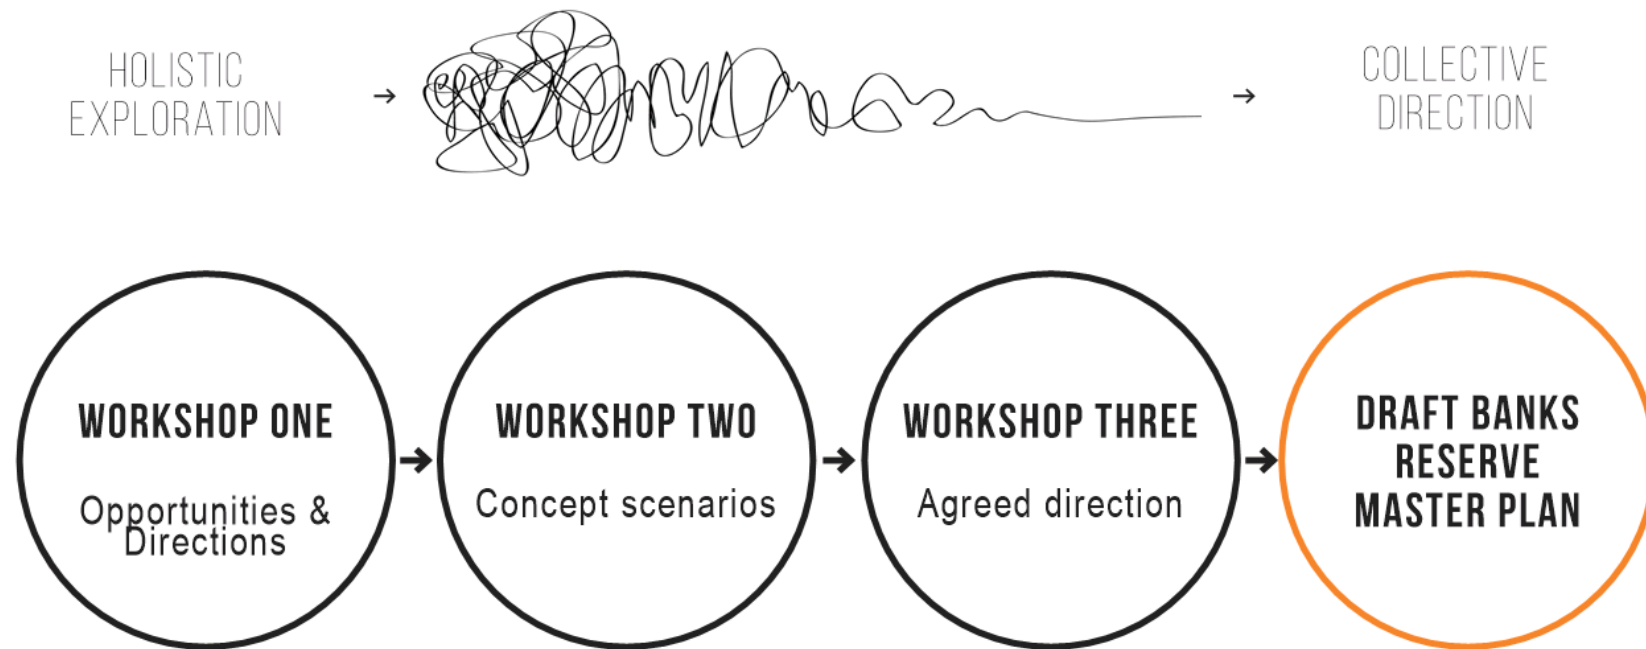 HOLISTIC
EXPLORATION
COLLECTIVE
DIRECTION
WORKSHOP ONE
Opportunities &
Directions
WORKSHOP TWO
Concept scenarios
WORKSHOP THREE
Agreed direction
DRAFT BANKS
RESERVE
MASTER PLAN